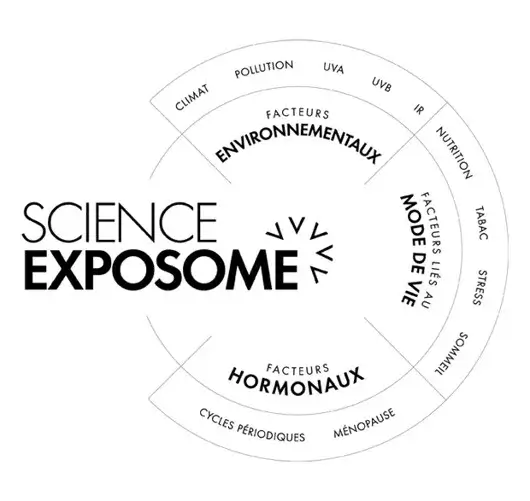 SCIENCE
EXPOSOME
FACTEURS
ENVIRONNEMENTAUX
CLIMAT
POLLUTION
UVA
UVB
IR
FACTEURS LIÉS AU
MODE DE VIE
NUTRITION
TABAC
STRESS
SOMMEIL
FACTEURS
HORMONAUX
CYCLES PÉRIODIQUES
MÉNOPAUSE